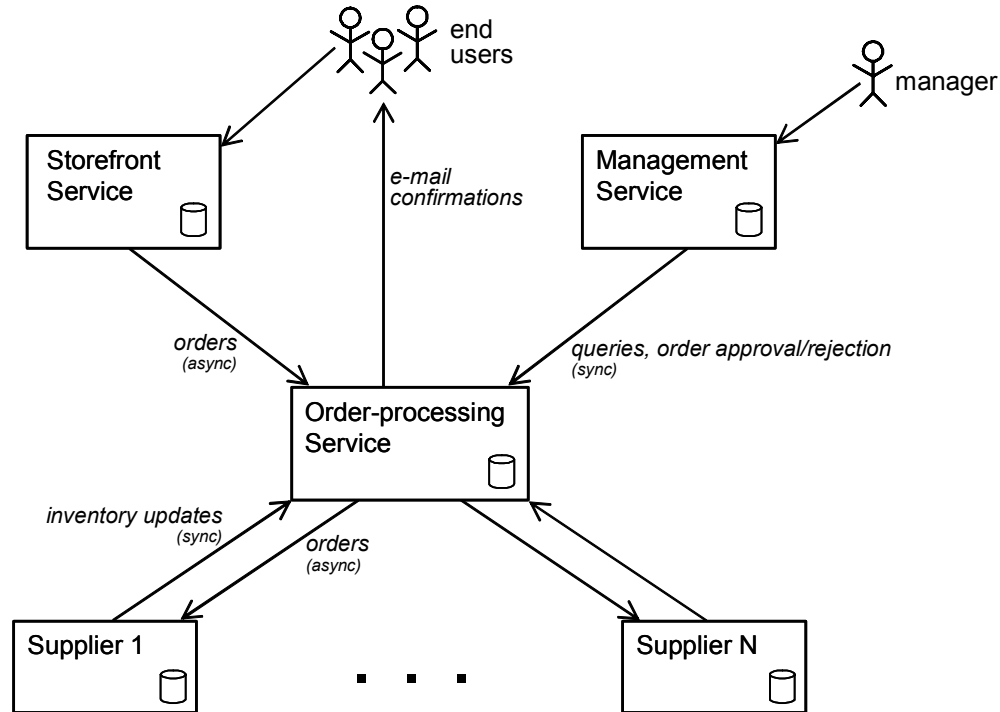 end
users
manager
Storefront
Service
Management
Service
e-mail
confirmations
orders
(async)
queries, order approval/rejection
(sync)
Order-processing
Service
inventory updates
(sync)
orders
(async)
Supplier 1
Supplier N
. . .